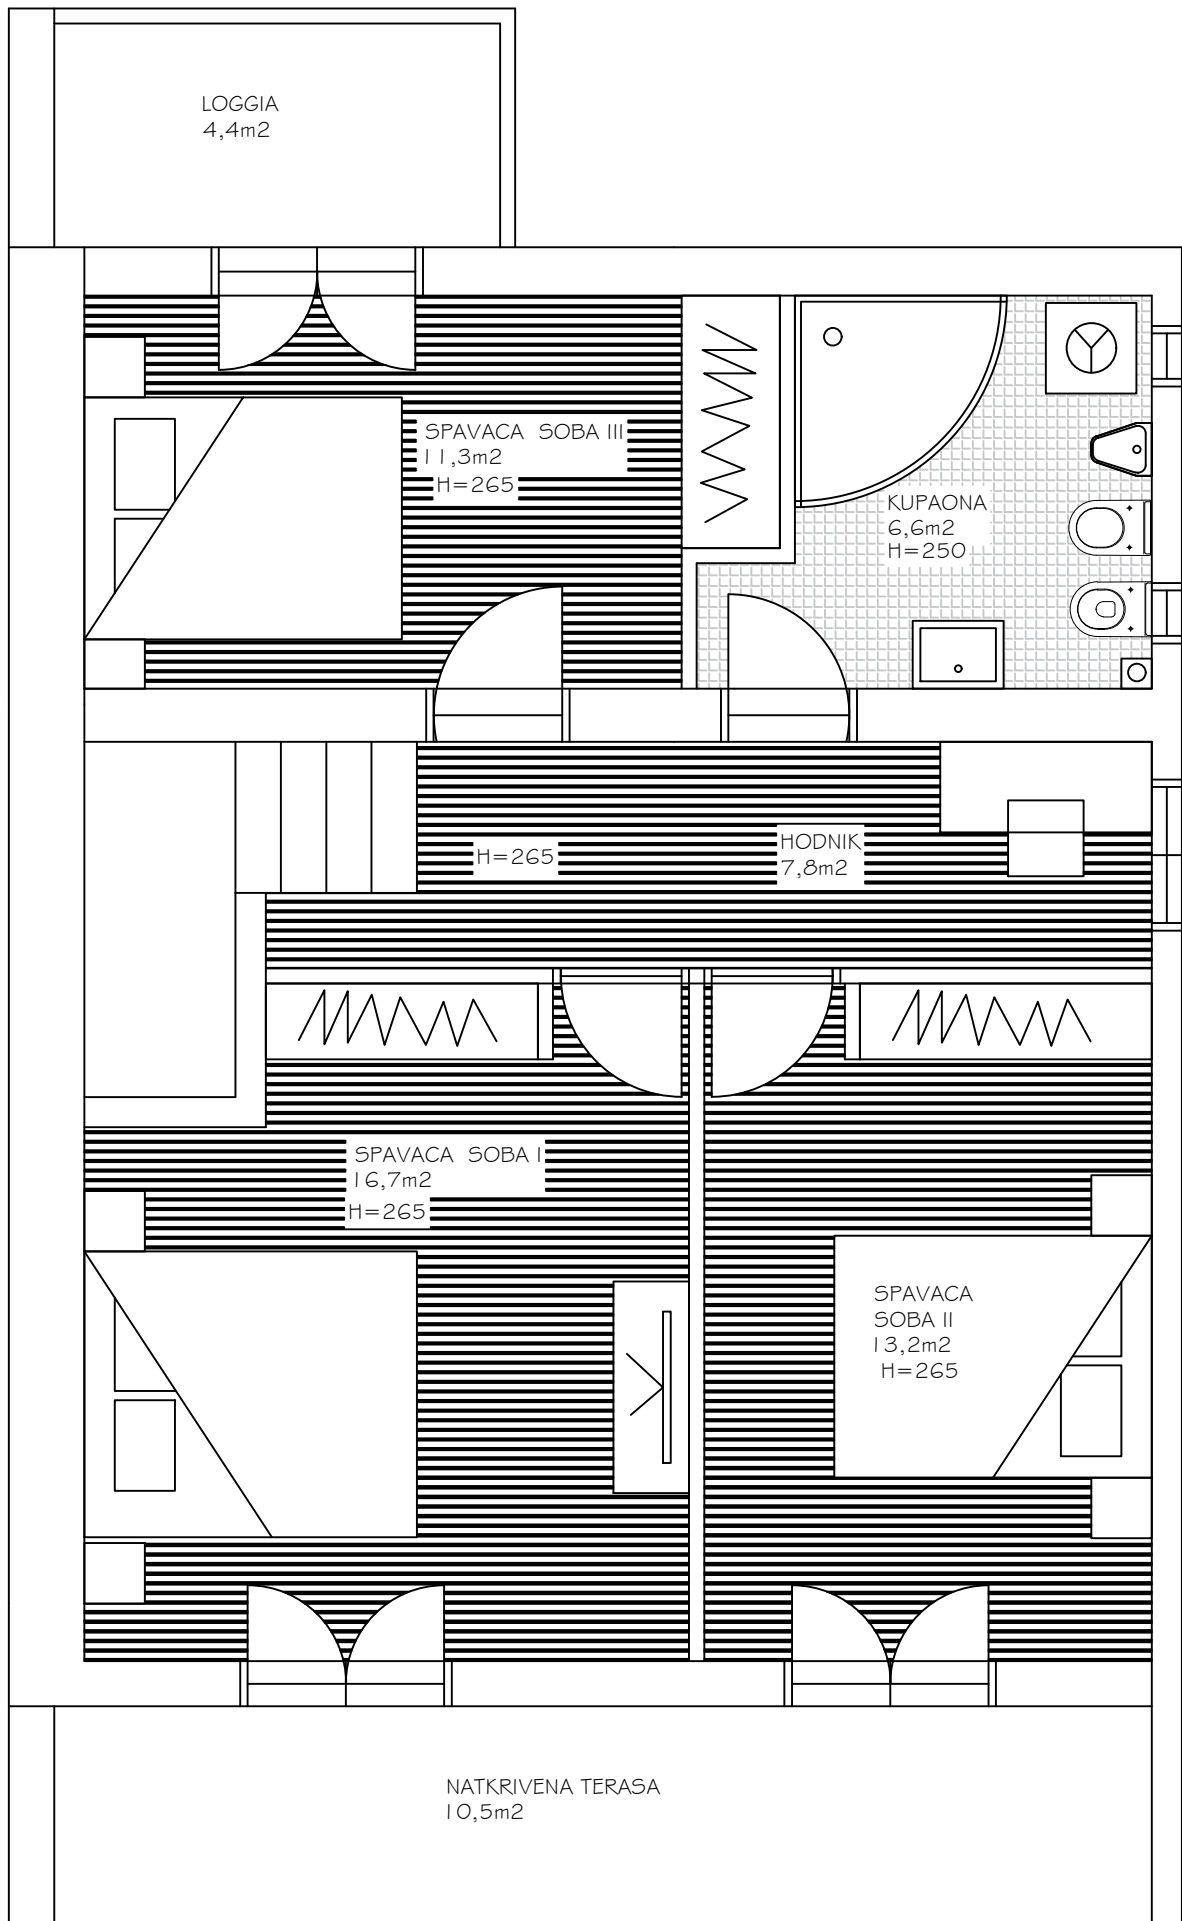 LOGGIA
4,4m2
SPAVACA SOBA III
11,3m2
H=265
KUPAONA
6,6m2
H=250
H=265
HODNIK
7,8m2
SPAVACA SOBA I
16,7m2
H=265
SPAVACA
SOBA II
13,2m2
H=265
NATKRIVENA TERASA
10,5m2